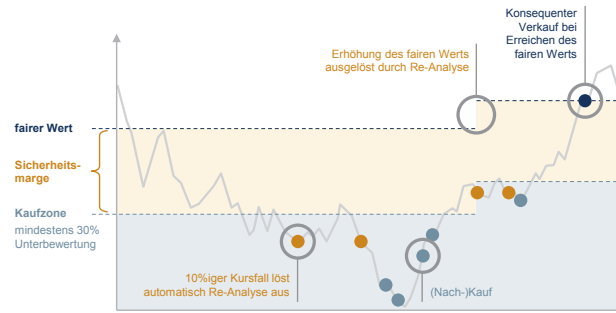 Konsequenter
Verkauf bei
Erreichen des
fairen Werts
Erhöhung des fairen Werts
ausgelöst durch Re-Analyse
fairer Wert
Sicherheits-
marge
Kaufzone
mindestens 30%
Unterbewertung
10%iger Kursfall löst
automatisch Re-Analyse aus
(Nach-)Kauf